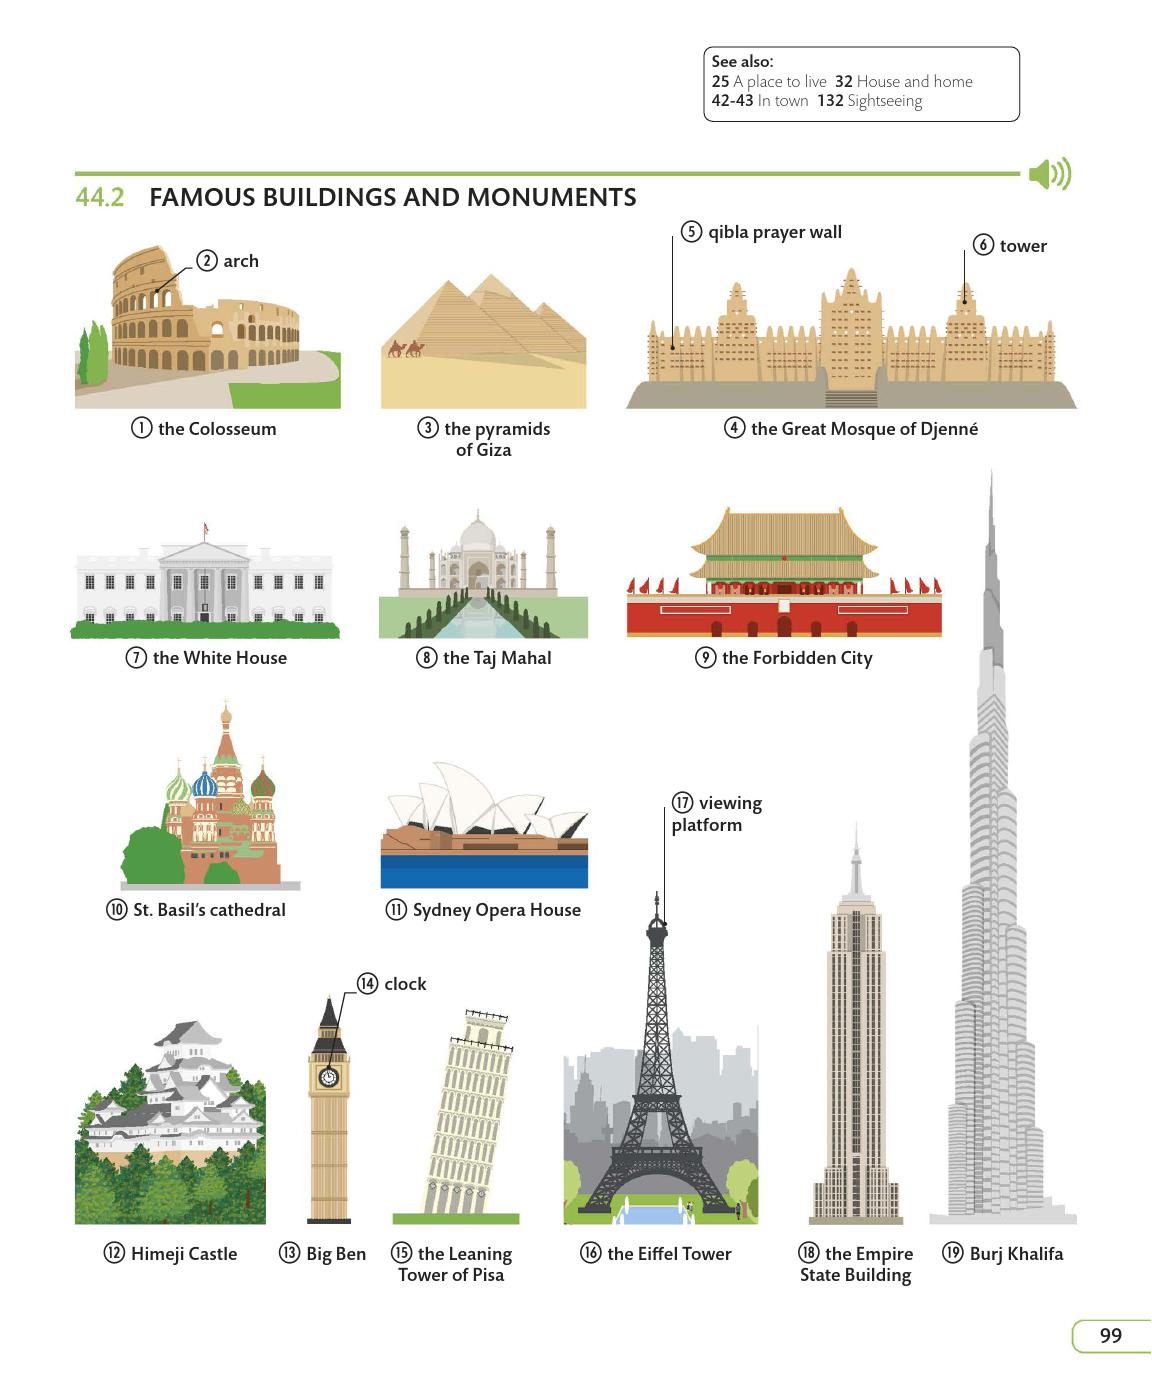 See also:
25 A place to live 32 House and home
42-43 In town 132 Sightseeing
44.2 FAMOUS BUILDINGS AND MONUMENTS
2 arch
5 qibla prayer wall
6 tower
1 the Colosseum
3 the pyramids
of Giza
4 the Great Mosque of Djenné
7 the White House
8 the Taj Mahal
9 the Forbidden City
10 St. Basil's cathedral
11 Sydney Opera House
17 viewing
platform
14 clock
12 Himeji Castle
13 Big Ben
15 the Leaning
Tower of Pisa
16 the Eiffel Tower
18 the Empire
State Building
19 Burj Khalifa
99